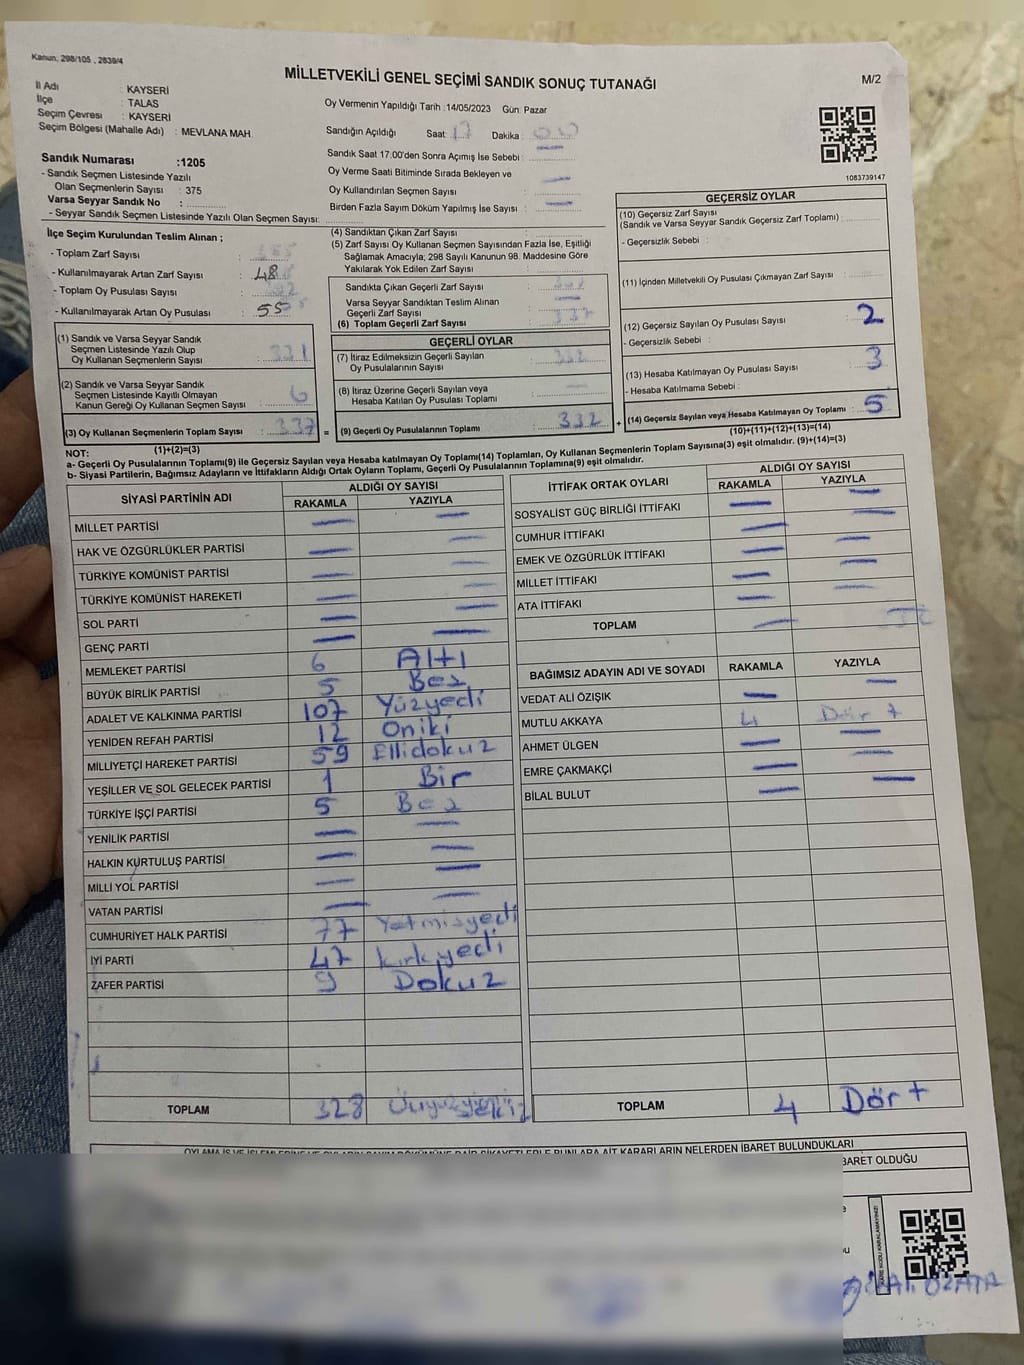 Kanun, 298/105 , 2839/4
MİLLETVEKİLİ GENEL SEÇİMİ SANDIK SONUÇ TUTANAĞI
M/2
İl Adı : KAYSERİ
İlçe : TALAS
Seçim Çevresi : KAYSERİ
Seçim Bölgesi (Mahalle Adı) : MEVLANA MAH.
Oy Vermenin Yapıldığı Tarih :14/05/2023 Gün: Pazar
Sandığın Açıldığı Saat: 17 Dakika: 00
Sandık Saat 17:00'den Sonra Açımış İse Sebebi :
Oy Verme Saati Bitiminde Sırada Bekleyen ve
Oy Kullandırılan Seçmen Sayısı :
Birden Fazla Sayım Döküm Yapılmış İse Sayısı :
1083739147
Sandık Numarası :1205
- Sandık Seçmen Listesinde Yazılı
Olan Seçmenlerin Sayısı : 375
Varsa Seyyar Sandık No :
- Seyyar Sandık Seçmen Listesinde Yazılı Olan Seçmen Sayısı:
İlçe Seçim Kurulundan Teslim Alınan ;
- Toplam Zarf Sayısı :
- Kullanılmayarak Artan Zarf Sayısı : 48
- Toplam Oy Pusulası Sayısı :
- Kullanılmayarak Artan Oy Pusulası : 55
(1) Sandık ve Varsa Seyyar Sandık
Seçmen Listesinde Yazılı Olup
Oy Kullanan Seçmenlerin Sayısı : 331
(2) Sandık ve Varsa Seyyar Sandık
Seçmen Listesinde Kayıtlı Olmayan
Kanun Gereği Oy Kullanan Seçmen Sayısı : 6
(3) Oy Kullanan Seçmenlerin Toplam Sayısı : 337
(1)+(2)=(3)
(4) Sandıktan Çıkan Zarf Sayısı :
(5) Zarf Sayısı Oy Kullanan Seçmen Sayısından Fazla İse, Eşitliği
Sağlamak Amacıyla; 298 Sayılı Kanunun 98. Maddesine Göre
Yakılarak Yok Edilen Zarf Sayısı :
Sandıkta Çıkan Geçerli Zarf Sayısı :
Varsa Seyyar Sandıktan Teslim Alınan
Geçerli Zarf Sayısı :
(6) Toplam Geçerli Zarf Sayısı : 337
GEÇERLİ OYLAR
(7) İtiraz Edilmeksizin Geçerli Sayılan
Oy Pusulalarının Sayısı : 332
(8) İtiraz Üzerine Geçerli Sayılan veya
Hesaba Katılan Oy Pusulası Toplamı :
= (9) Geçerli Oy Pusulalarının Toplamı : 332 +
GEÇERSİZ OYLAR
(10) Geçersiz Zarf Sayısı
(Sandık ve Varsa Seyyar Sandık Geçersiz Zarf Toplamı) :
- Geçersizlik Sebebi :
(11) İçinden Milletvekili Oy Pusulası Çıkmayan Zarf Sayısı :
(12) Geçersiz Sayılan Oy Pusulası Sayısı : 2
- Geçersizlik Sebebi :
(13) Hesaba Katılmayan Oy Pusulası Sayısı : 3
- Hesaba Katılmama Sebebi :
(14) Geçersiz Sayılan veya Hesaba Katılmayan Oy Toplamı : 5
(10)+(11)+(12)+(13)=(14)
NOT:
a- Geçerli Oy Pusulalarının Toplamı(9) ile Geçersiz Sayılan veya Hesaba katılmayan Oy Toplamı(14) Toplamları, Oy Kullanan Seçmenlerin Toplam Sayısına(3) eşit olmalıdır. (9)+(14)=(3)
b- Siyasi Partilerin, Bağımsız Adayların ve İttifakların Aldığı Ortak Oyların Toplamı, Geçerli Oy Pusulalarının Toplamına(9) eşit olmalıdır.
SİYASİ PARTİNİN ADI
ALDIĞI OY SAYISI
RAKAMLA YAZIYLA
MİLLET PARTİSİ
HAK VE ÖZGÜRLÜKLER PARTİSİ
TÜRKİYE KOMÜNİST PARTİSİ
TÜRKİYE KOMÜNİST HAREKETİ
SOL PARTİ
GENÇ PARTİ
MEMLEKET PARTİSİ 6 Altı
BÜYÜK BİRLİK PARTİSİ 5 Beş
ADALET VE KALKINMA PARTİSİ 107 Yüzyedi
YENİDEN REFAH PARTİSİ 12 Oniki
MİLLİYETÇİ HAREKET PARTİSİ 59 Ellidokuz
YEŞİLLER VE SOL GELECEK PARTİSİ 1 Bir
TÜRKİYE İŞÇİ PARTİSİ 5 Beş
YENİLİK PARTİSİ
HALKIN KURTULUŞ PARTİSİ
MİLLİ YOL PARTİSİ
VATAN PARTİSİ
CUMHURİYET HALK PARTİSİ 77 Yetmişyedi
İYİ PARTİ 47 kırkyedi
ZAFER PARTİSİ 9 Dokuz
TOPLAM 328
İTTİFAK ORTAK OYLARI
ALDIĞI OY SAYISI
RAKAMLA YAZIYLA
SOSYALİST GÜÇ BİRLİĞİ İTTİFAKI
CUMHUR İTTİFAKI
EMEK VE ÖZGÜRLÜK İTTİFAKI
MİLLET İTTİFAKI
ATA İTTİFAKI
TOPLAM
BAĞIMSIZ ADAYIN ADI VE SOYADI RAKAMLA YAZIYLA
VEDAT ALİ ÖZIŞIK
MUTLU AKKAYA 4 Dört
AHMET ÜLGEN
EMRE ÇAKMAKÇİ
BİLAL BULUT
TOPLAM 4 Dört
OYLAMA İŞ VE İŞLEMLERİNE VE OYLARIN SAYIM DÖKÜMÜNE DAİR ŞİKAYETLERLE BUNLARA AİT KARARLARIN NELERDEN İBARET BULUNDUKLARI
BARET OLDUĞU